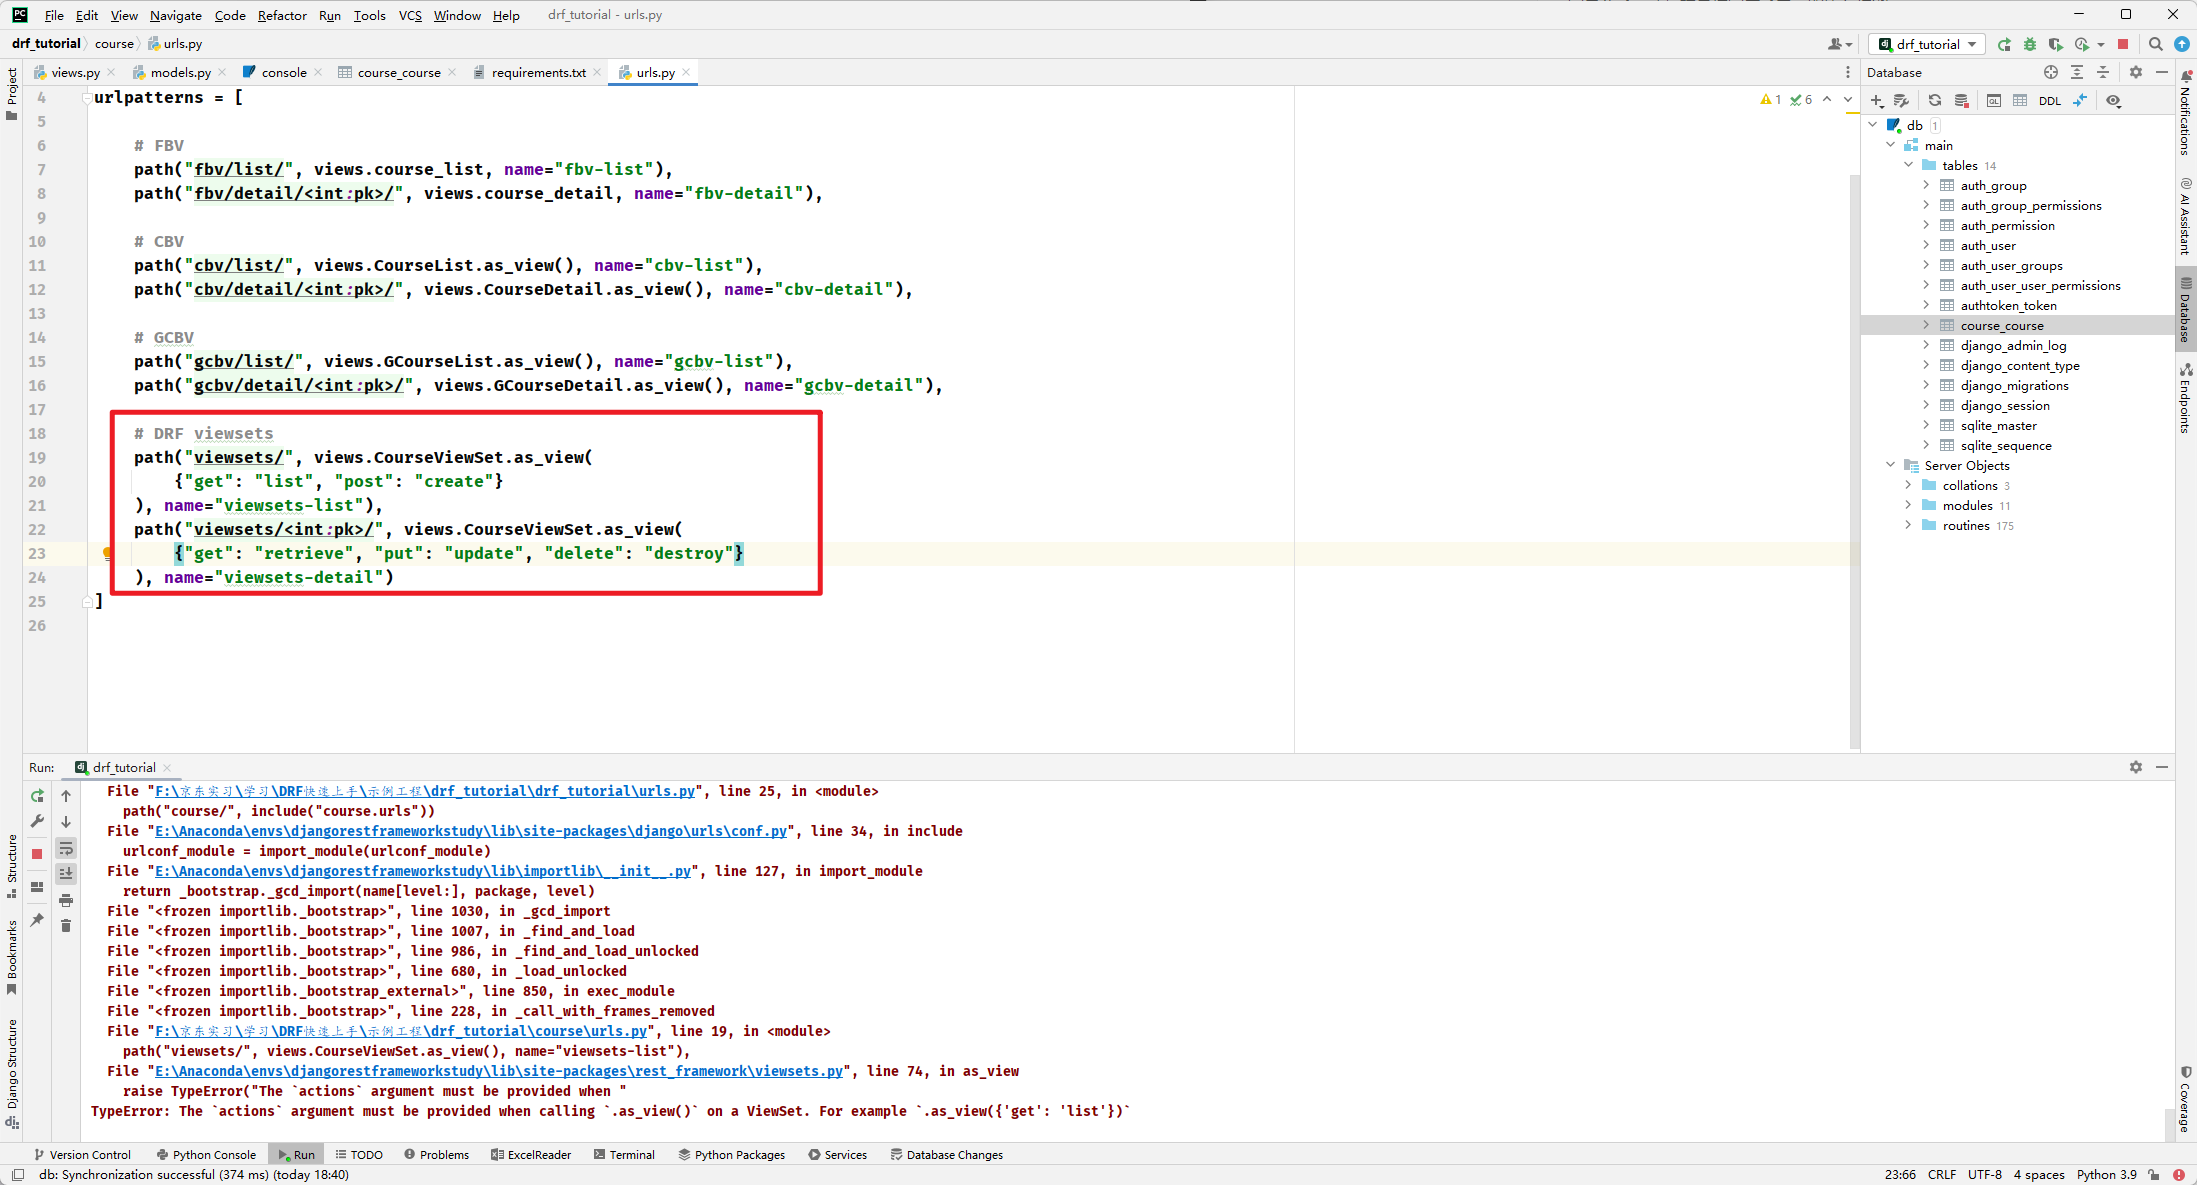 File Edit View Navigate Code Refactor Run Tools VCS Window Help drf_tutorial - urls.py
drf_tutorial course urls.py
drf_tutorial
Project
views.py
models.py
console
course_course
requirements.txt
urls.py
4 urlpatterns = [
5
6 # FBV
7 path("fbv/list/", views.course_list, name="fbv-list"),
8 path("fbv/detail/<int:pk>/", views.course_detail, name="fbv-detail"),
9
10 # CBV
11 path("cbv/list/", views.CourseList.as_view(), name="cbv-list"),
12 path("cbv/detail/<int:pk>/", views.CourseDetail.as_view(), name="cbv-detail"),
13
14 # GCBV
15 path("gcbv/list/", views.GCourseList.as_view(), name="gcbv-list"),
16 path("gcbv/detail/<int:pk>/", views.GCourseDetail.as_view(), name="gcbv-detail"),
17
18 # DRF viewsets
19 path("viewsets/", views.CourseViewSet.as_view(
20 {"get": "list", "post": "create"}
21 ), name="viewsets-list"),
22 path("viewsets/<int:pk>/", views.CourseViewSet.as_view(
23 {"get": "retrieve", "put": "update", "delete": "destroy"}
24 ), name="viewsets-detail")
25 ]
26
1 6
Database
DDL
db 1
main
tables 14
auth_group
auth_group_permissions
auth_permission
auth_user
auth_user_groups
auth_user_user_permissions
authtoken_token
course_course
django_admin_log
django_content_type
django_migrations
django_session
sqlite_master
sqlite_sequence
Server Objects
collations 3
modules 11
routines 175
Notifications
AI Assistant
Database
Endpoints
Coverage
Structure
Bookmarks
Django Structure
Run: drf_tutorial
File "F:\京东实习\学习\DRF快速上手\示例工程\drf_tutorial\drf_tutorial\urls.py", line 25, in <module>
path("course/", include("course.urls"))
File "E:\Anaconda\envs\djangorestframeworkstudy\lib\site-packages\django\urls\conf.py", line 34, in include
urlconf_module = import_module(urlconf_module)
File "E:\Anaconda\envs\djangorestframeworkstudy\lib\importlib\__init__.py", line 127, in import_module
return _bootstrap._gcd_import(name[level:], package, level)
File "<frozen importlib._bootstrap>", line 1030, in _gcd_import
File "<frozen importlib._bootstrap>", line 1007, in _find_and_load
File "<frozen importlib._bootstrap>", line 986, in _find_and_load_unlocked
File "<frozen importlib._bootstrap>", line 680, in _load_unlocked
File "<frozen importlib._bootstrap_external>", line 850, in exec_module
File "<frozen importlib._bootstrap>", line 228, in _call_with_frames_removed
File "F:\京东实习\学习\DRF快速上手\示例工程\drf_tutorial\course\urls.py", line 19, in <module>
path("viewsets/", views.CourseViewSet.as_view(), name="viewsets-list"),
File "E:\Anaconda\envs\djangorestframeworkstudy\lib\site-packages\rest_framework\viewsets.py", line 74, in as_view
raise TypeError("The `actions` argument must be provided when "
TypeError: The `actions` argument must be provided when calling `.as_view()` on a ViewSet. For example `.as_view({'get': 'list'})`
Version Control Python Console Run TODO Problems ExcelReader Terminal Python Packages Services Database Changes
db: Synchronization successful (374 ms) (today 18:40) 23:66 CRLF UTF-8 4 spaces Python 3.9